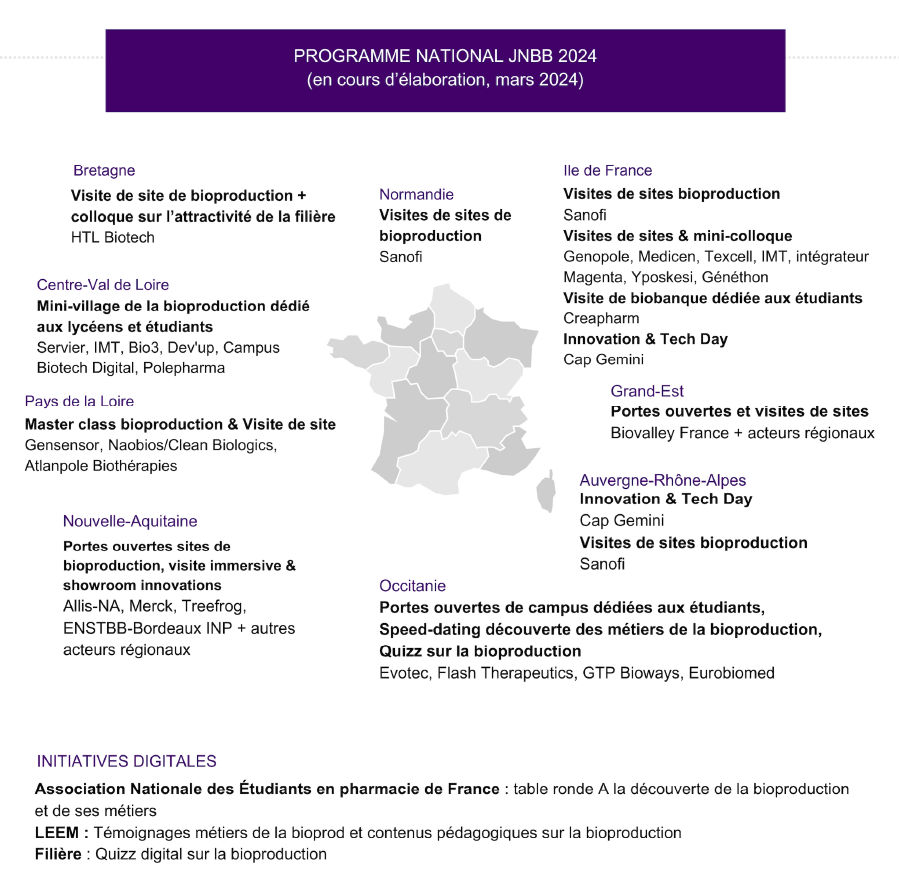 PROGRAMME NATIONAL JNBB 2024
(en cours d'élaboration, mars 2024)
Bretagne
Visite de site de bioproduction +
colloque sur l'attractivité de la filière
HTL Biotech
Normandie
Visites de sites de
bioproduction
Sanofi
Ile de France
Visites de sites bioproduction
Sanofi
Visites de sites & mini-colloque
Genopole, Medicen, Texcell, IMT, intégrateur
Magenta, Yposkesi, Généthon
Visite de biobanque dédiée aux étudiants
Creapharm
Innovation & Tech Day
Cap Gemini
Centre-Val de Loire
Mini-village de la bioproduction dédié
aux lycéens et étudiants
Servier, IMT, Bio3, Dev'up, Campus
Biotech Digital, Polepharma
Pays de la Loire
Master class bioproduction & Visite de site
Gensensor, Naobios/Clean Biologics,
Atlanpole Biothérapies
Grand-Est
Portes ouvertes et visites de sites
Biovalley France + acteurs régionaux
Auvergne-Rhône-Alpes
Innovation & Tech Day
Cap Gemini
Visites de sites bioproduction
Sanofi
Nouvelle-Aquitaine
Portes ouvertes sites de
bioproduction, visite immersive &
showroom innovations
Allis-NA, Merck, Treefrog,
ENSTBB-Bordeaux INP + autres
acteurs régionaux
Occitanie
Portes ouvertes de campus dédiées aux étudiants,
Speed-dating découverte des métiers de la bioproduction,
Quizz sur la bioproduction
Evotec, Flash Therapeutics, GTP Bioways, Eurobiomed
INITIATIVES DIGITALES
Association Nationale des Étudiants en pharmacie de France : table ronde A la découverte de la bioproduction
et de ses métiers
LEEM : Témoignages métiers de la bioprod et contenus pédagogiques sur la bioproduction
Filière : Quizz digital sur la bioproduction